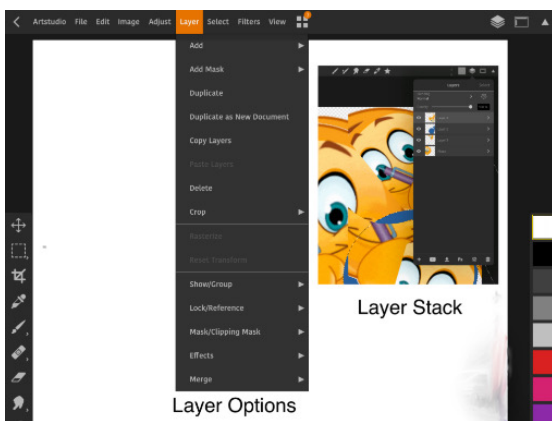 Artstudio File Edit Image Adjust Layer Select Filters View
Add
Add Mask
Duplicate
Duplicate as New Document
Copy Layers
Paste Layers
Delete
Crop
Rasterize
Reset Transform
Show/Group
Lock/Reference
Mask/Clipping Mask
Effects
Merge
Layers
Layer Stack
Layer Options